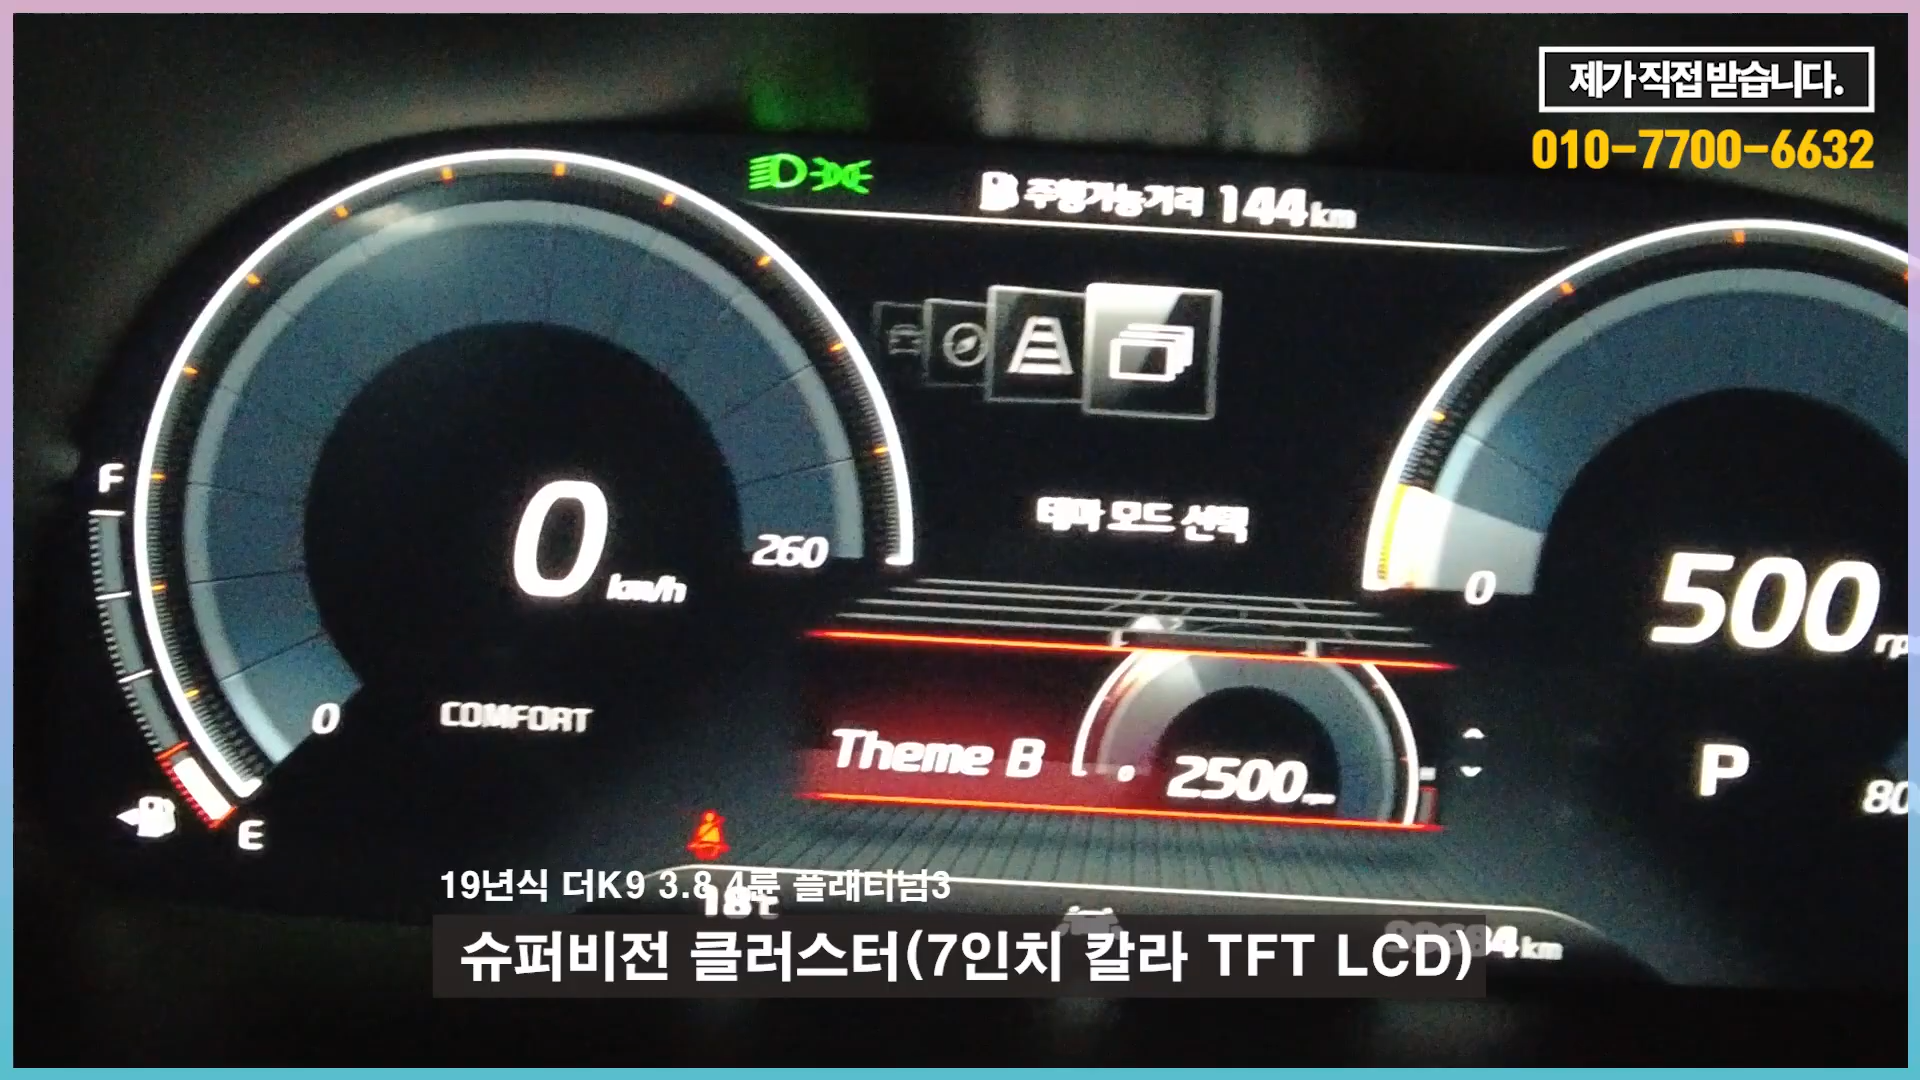 제가 직접 받습니다.
010-7700-6632
주행가능거리 144km
F
테마 모드 선택
0 km/h
260
0
500
0
COMFORT
Theme B
2500
P
80
E
19년식 더K9 3.8 4륜 플래티넘3
슈퍼비전 클러스터(7인치 칼라 TFT LCD)
km